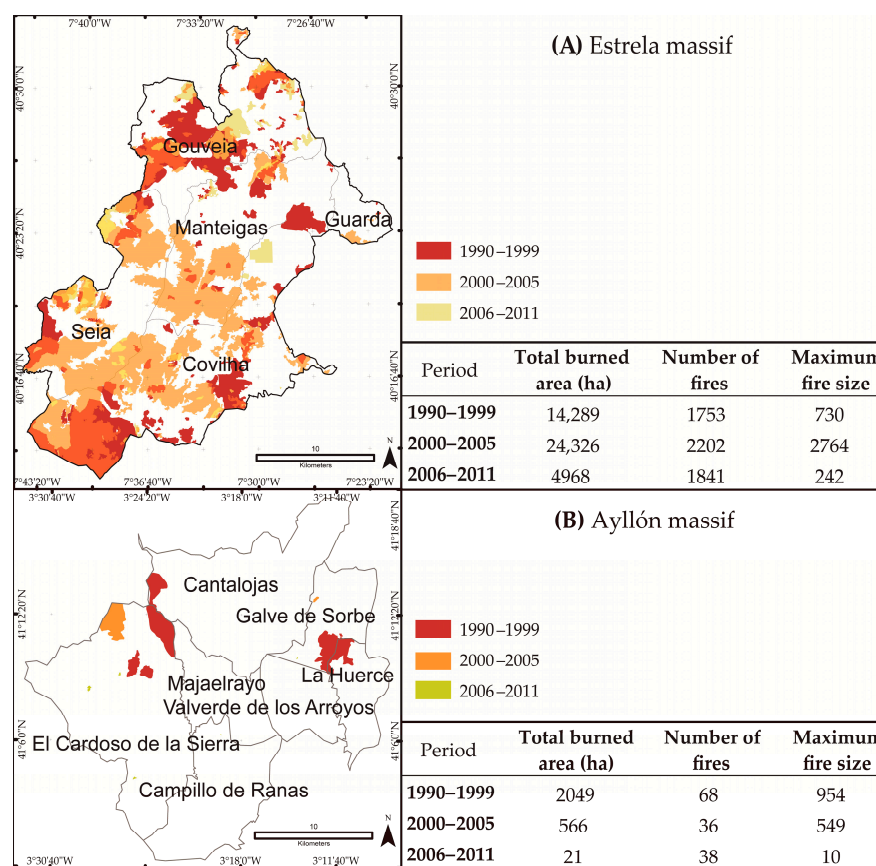 7°40'0"W 7°33'20"W 7°26'40"W
(A) Estrela massif
40°30'0"N 40°30'0"N
Gouveia
Manteigas
Guarda
40°23'20"N 40°23'20"N
1990–1999
2000–2005
2006–2011
Seia
Covilha
40°16'40"N 40°16'40"N
Period Total burned area (ha) Number of fires Maximum fire size
1990–1999 14,289 1753 730
2000–2005 24,326 2202 2764
2006–2011 4968 1841 242
10
Kilometers
N
7°43'20"W 7°36'40"W 7°30'0"W 7°23'20"W
3°30'40"W 3°24'20"W 3°18'0"W 3°11'40"W
(B) Ayllón massif
41°18'40"N
Cantalojas
41°12'20"N 41°12'20"N
Galve de Sorbe
1990–1999
2000–2005
2006–2011
La Huerce
Majaelrayo
Valverde de los Arroyos
41°6'0"N 41°6'0"N
El Cardoso de la Sierra
Campillo de Ranas
Period Total burned area (ha) Number of fires Maximum fire size
1990–1999 2049 68 954
2000–2005 566 36 549
2006–2011 21 38 10
10
Kilometers
N
3°30'40"W 3°18'0"W 3°11'40"W